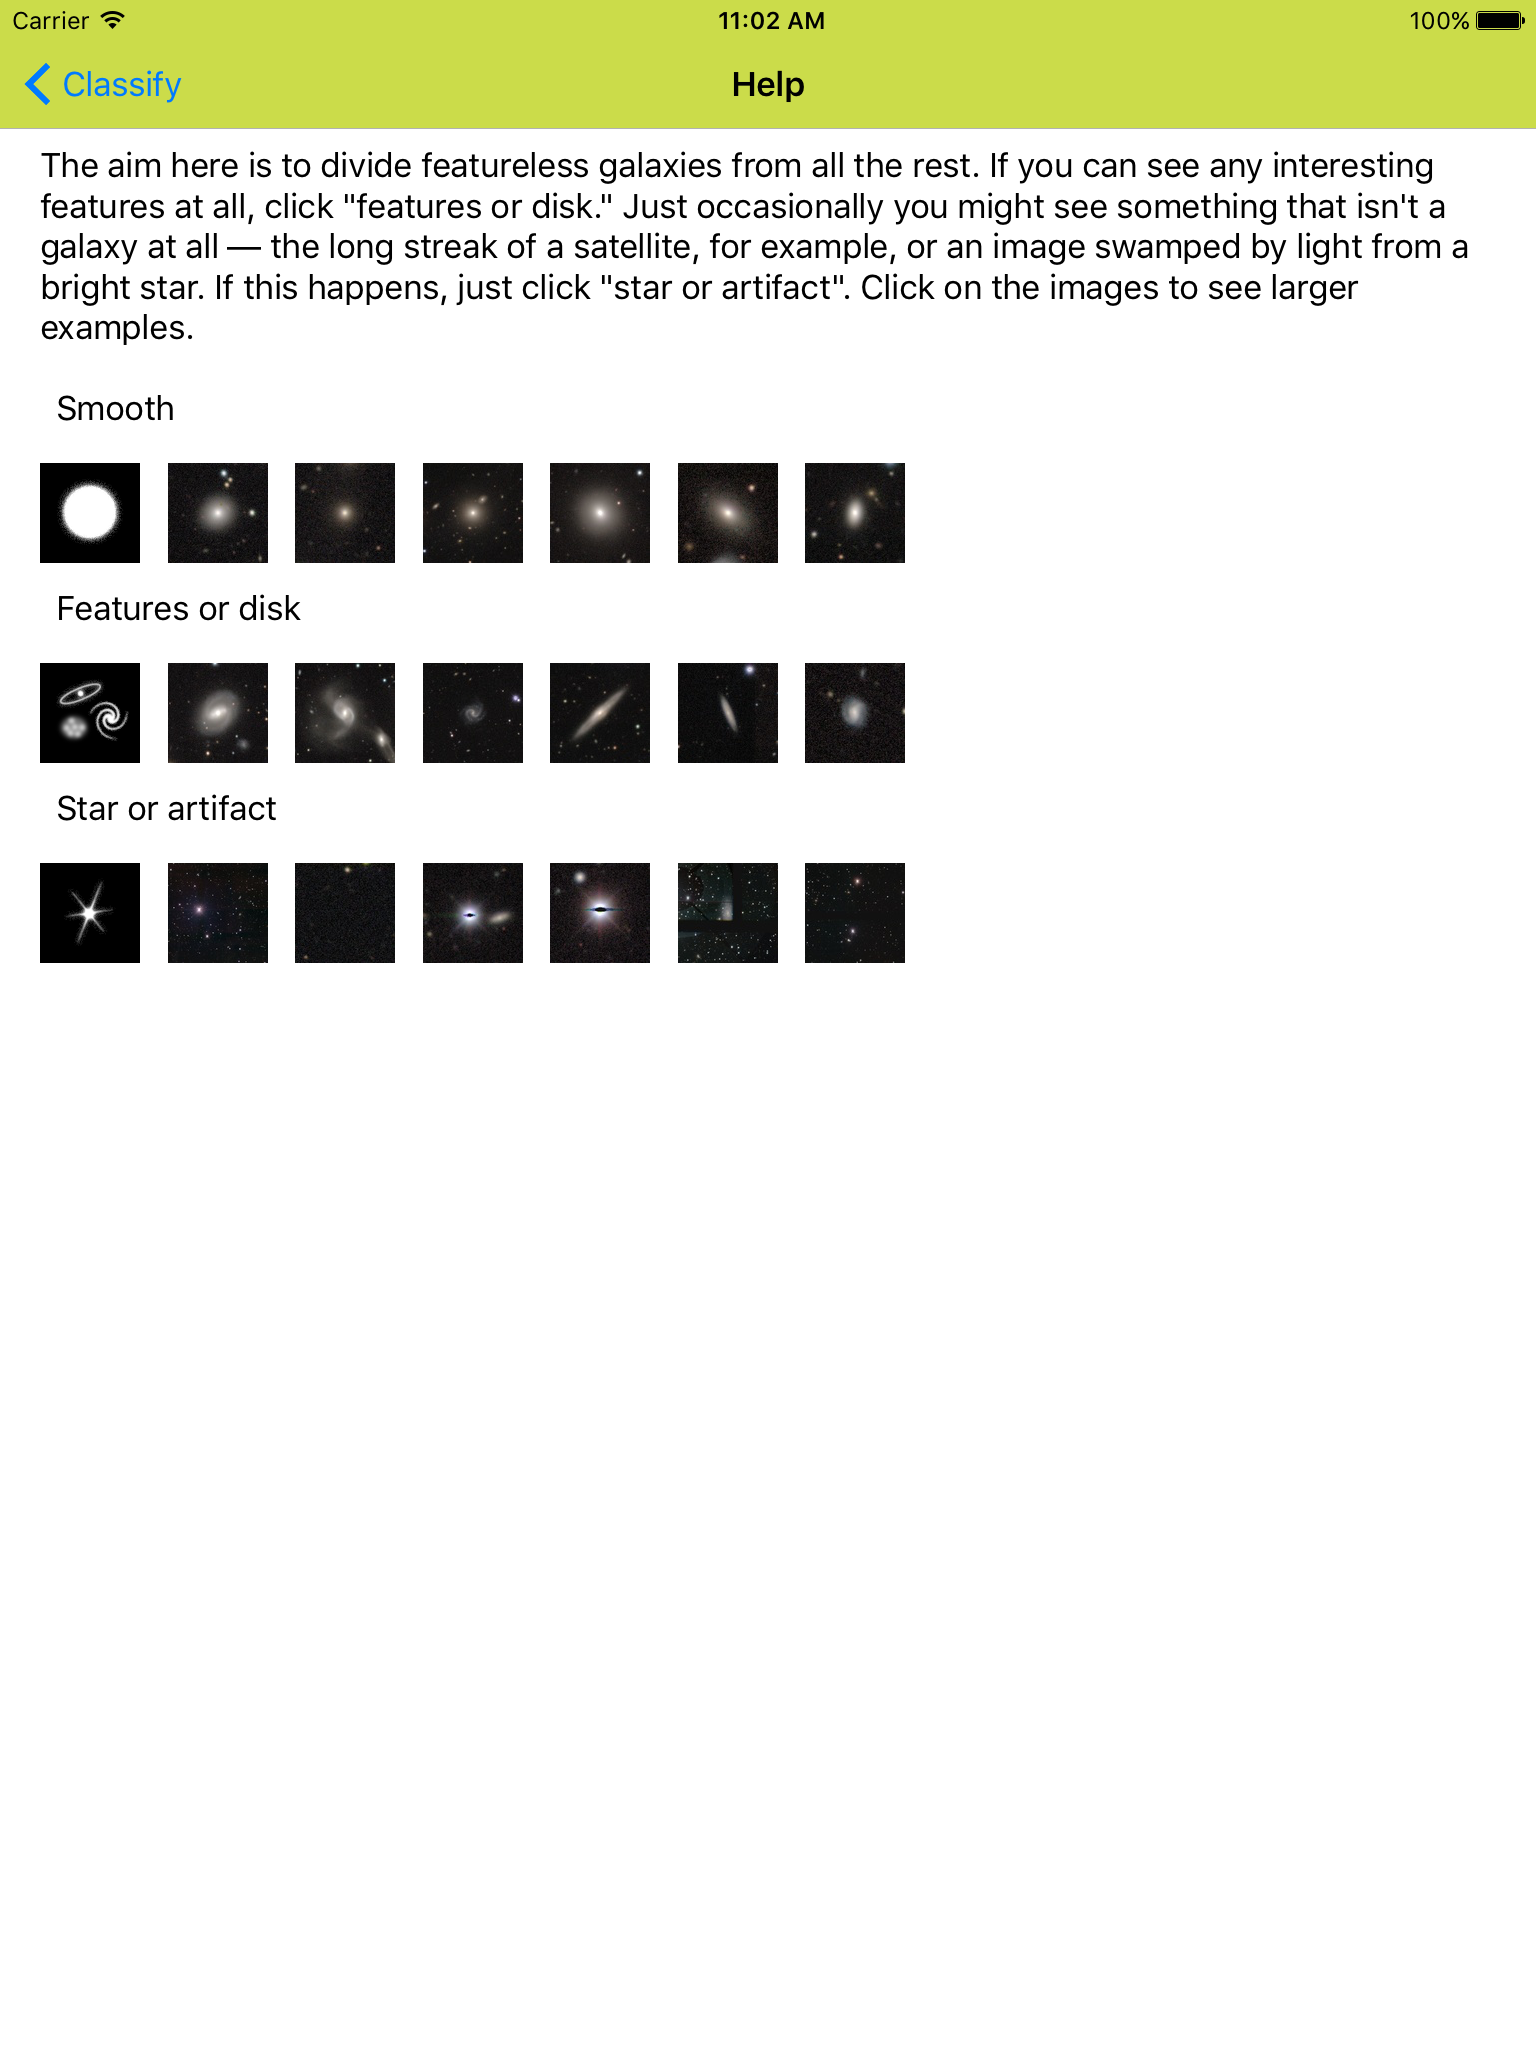 Carrier 11:02 AM 100%
Classify Help
The aim here is to divide featureless galaxies from all the rest. If you can see any interesting
features at all, click "features or disk." Just occasionally you might see something that isn't a
galaxy at all — the long streak of a satellite, for example, or an image swamped by light from a
bright star. If this happens, just click "star or artifact". Click on the images to see larger
examples.
Smooth
Features or disk
Star or artifact